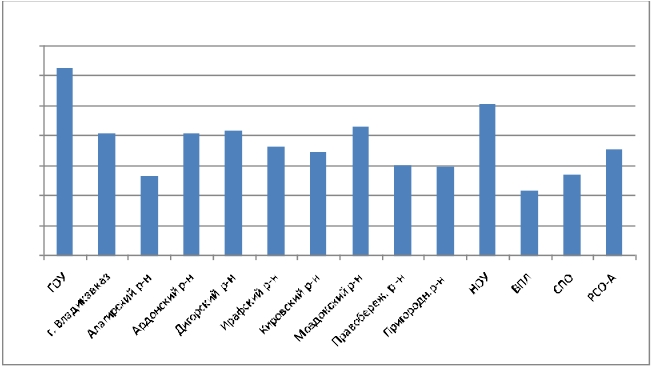 ГОУ
г. Владикавказ
Алагирский р-н
Ардонский р-н
Дигорский р-н
Ирафский р-н
Кировский р-н
Моздокский р-н
Правобереж. р-н
Пригородн.р-н
НОУ
ВПЛ
СПО
РСО-А